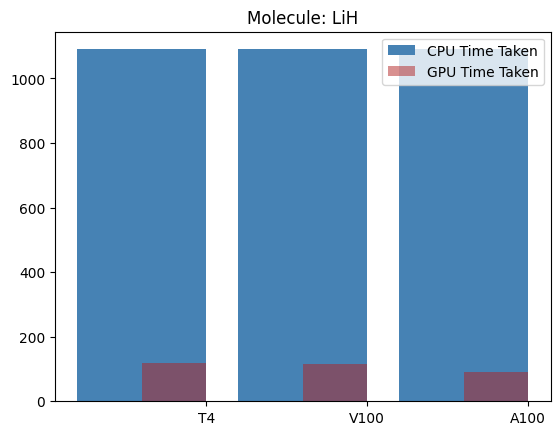 Molecule: LiH
CPU Time Taken
GPU Time Taken
1000
800
600
400
200
0
T4
V100
A100